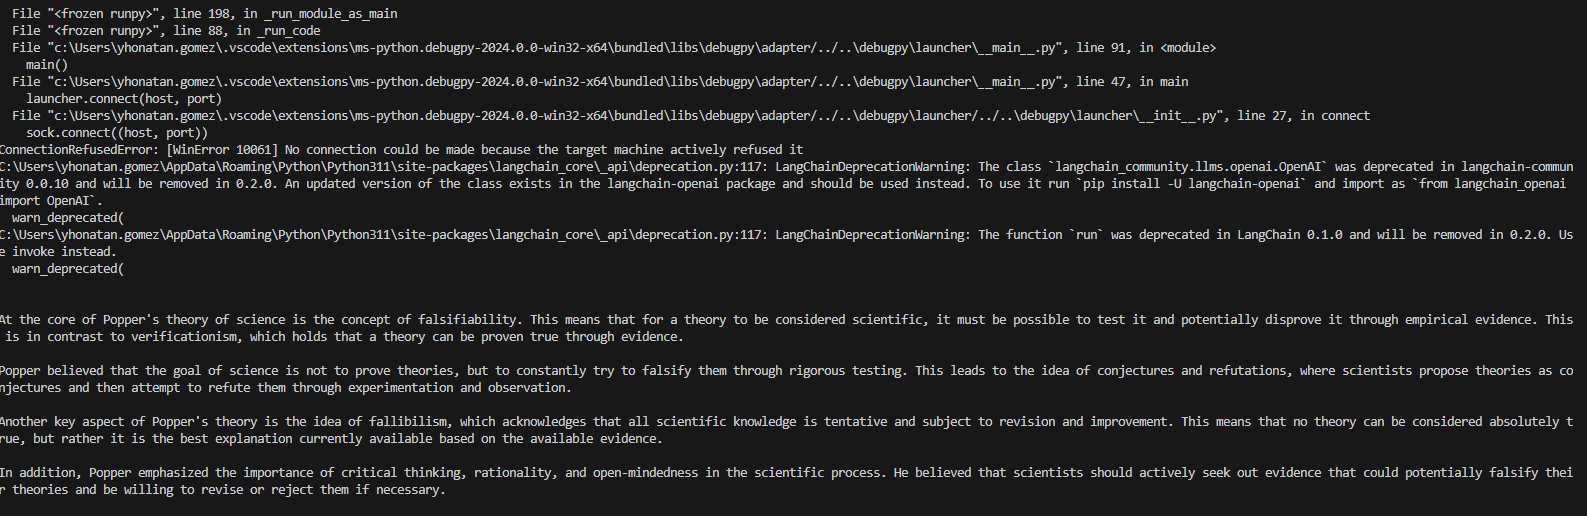 File "<frozen runpy>", line 198, in _run_module_as_main
File "<frozen runpy>", line 88, in _run_code
File "c:\Users\yhonatan.gomez\.vscode\extensions\ms-python.debugpy-2024.0.0-win32-x64\bundled\libs\debugpy\adapter/../..\debugpy\launcher\__main__.py", line 91, in <module>
main()
File "c:\Users\yhonatan.gomez\.vscode\extensions\ms-python.debugpy-2024.0.0-win32-x64\bundled\libs\debugpy\adapter/../..\debugpy\launcher\__main__.py", line 47, in main
launcher.connect(host, port)
File "c:\Users\yhonatan.gomez\.vscode\extensions\ms-python.debugpy-2024.0.0-win32-x64\bundled\libs\debugpy\adapter/../..\debugpy\launcher/../..\debugpy\launcher\__init__.py", line 27, in connect
sock.connect((host, port))
ConnectionRefusedError: [WinError 10061] No connection could be made because the target machine actively refused it
C:\Users\yhonatan.gomez\AppData\Roaming\Python\Python311\site-packages\langchain_core\_api\deprecation.py:117: LangChainDeprecationWarning: The class `langchain_community.llms.openai.OpenAI` was deprecated in langchain-commun
ity 0.0.10 and will be removed in 0.2.0. An updated version of the class exists in the langchain-openai package and should be used instead. To use it run `pip install -U langchain-openai` and import as `from langchain_openai
import OpenAI`.
warn_deprecated(
C:\Users\yhonatan.gomez\AppData\Roaming\Python\Python311\site-packages\langchain_core\_api\deprecation.py:117: LangChainDeprecationWarning: The function `run` was deprecated in LangChain 0.1.0 and will be removed in 0.2.0. Us
e invoke instead.
warn_deprecated(
At the core of Popper's theory of science is the concept of falsifiability. This means that for a theory to be considered scientific, it must be possible to test it and potentially disprove it through empirical evidence. This
is in contrast to verificationism, which holds that a theory can be proven true through evidence.
Popper believed that the goal of science is not to prove theories, but to constantly try to falsify them through rigorous testing. This leads to the idea of conjectures and refutations, where scientists propose theories as co
njectures and then attempt to refute them through experimentation and observation.
Another key aspect of Popper's theory is the idea of fallibilism, which acknowledges that all scientific knowledge is tentative and subject to revision and improvement. This means that no theory can be considered absolutely t
rue, but rather it is the best explanation currently available based on the available evidence.
In addition, Popper emphasized the importance of critical thinking, rationality, and open-mindedness in the scientific process. He believed that scientists should actively seek out evidence that could potentially falsify thei
r theories and be willing to revise or reject them if necessary.